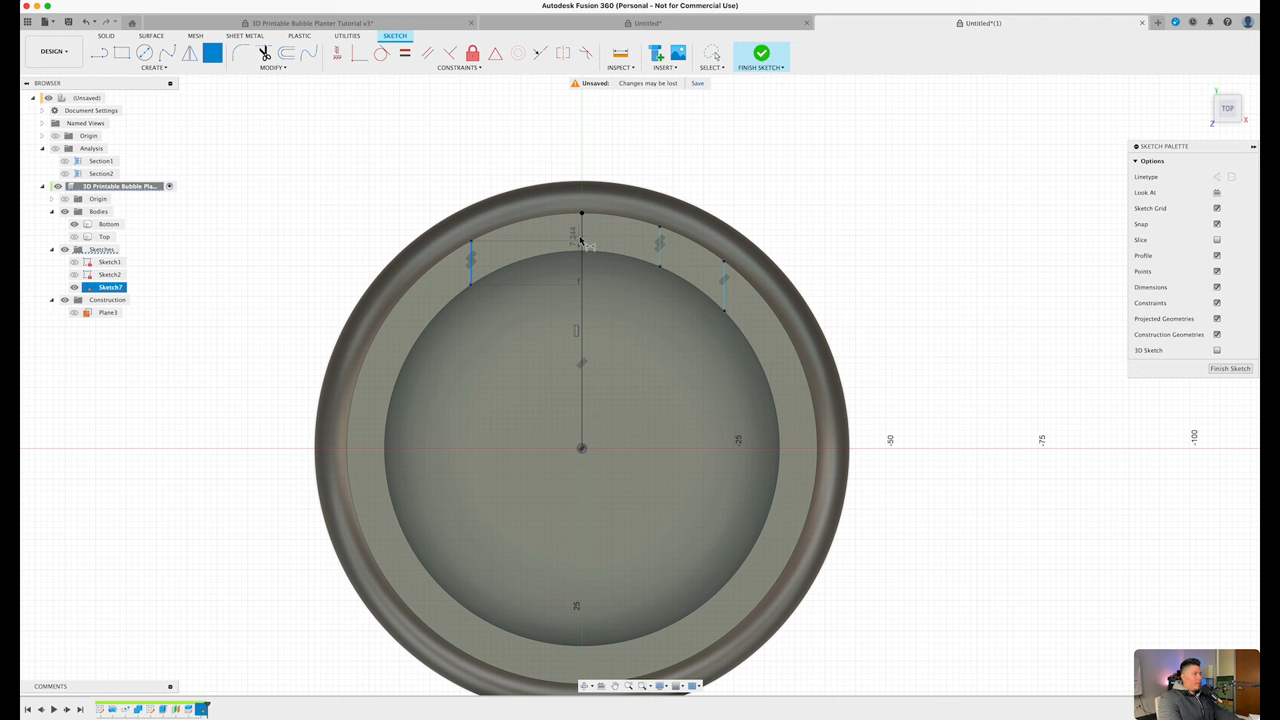 Autodesk Fusion 360 (Personal - Not for Commercial Use)
3D Printable Bubble Planter Tutorial v3*
Untitled*
Untitled*(1)
DESIGN
SOLID
SURFACE
MESH
SHEET METAL
PLASTIC
UTILITIES
SKETCH
CREATE
MODIFY
CONSTRAINTS
INSPECT
INSERT
SELECT
FINISH SKETCH
BROWSER
Unsaved: Changes may be lost
Save
(Unsaved)
Document Settings
Named Views
Origin
Analysis
Section1
Section2
3D Printable Bubble Pla...
Origin
Bodies
Bottom
Top
Sketches
Sketch1
Sketch2
Sketch7
Construction
Plane3
TOP
Y
Z
X
SKETCH PALETTE
Options
Linetype
Look At
Sketch Grid
Snap
Slice
Profile
Points
Dimensions
Constraints
Projected Geometries
Construction Geometries
3D Sketch
Finish Sketch
7.244
-25
-50
-75
-100
25
COMMENTS